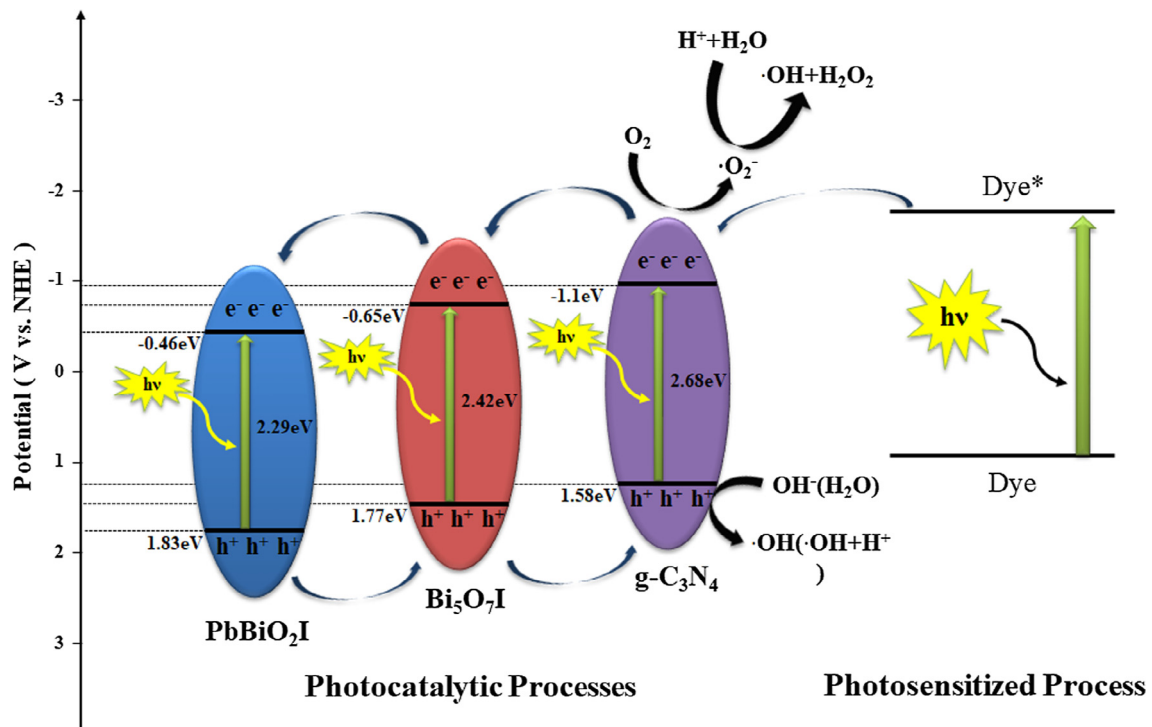 H⁺+H₂O
·OH+H₂O₂
O₂
·O₂⁻
Dye*
Potential ( V vs. NHE )
-3
-2
-1
0
1
2
3
e⁻ e⁻ e⁻
-0.46eV
hν
2.29eV
1.83eV
h⁺ h⁺ h⁺
PbBiO₂I
e⁻ e⁻ e⁻
-0.65eV
hν
2.42eV
1.77eV
h⁺ h⁺ h⁺
Bi₅O₇I
e⁻ e⁻ e⁻
-1.1eV
hν
2.68eV
1.58eV
h⁺ h⁺ h⁺
g-C₃N₄
OH⁻(H₂O)
·OH(·OH+H⁺
)
hν
Dye
Photocatalytic Processes
Photosensitized Process